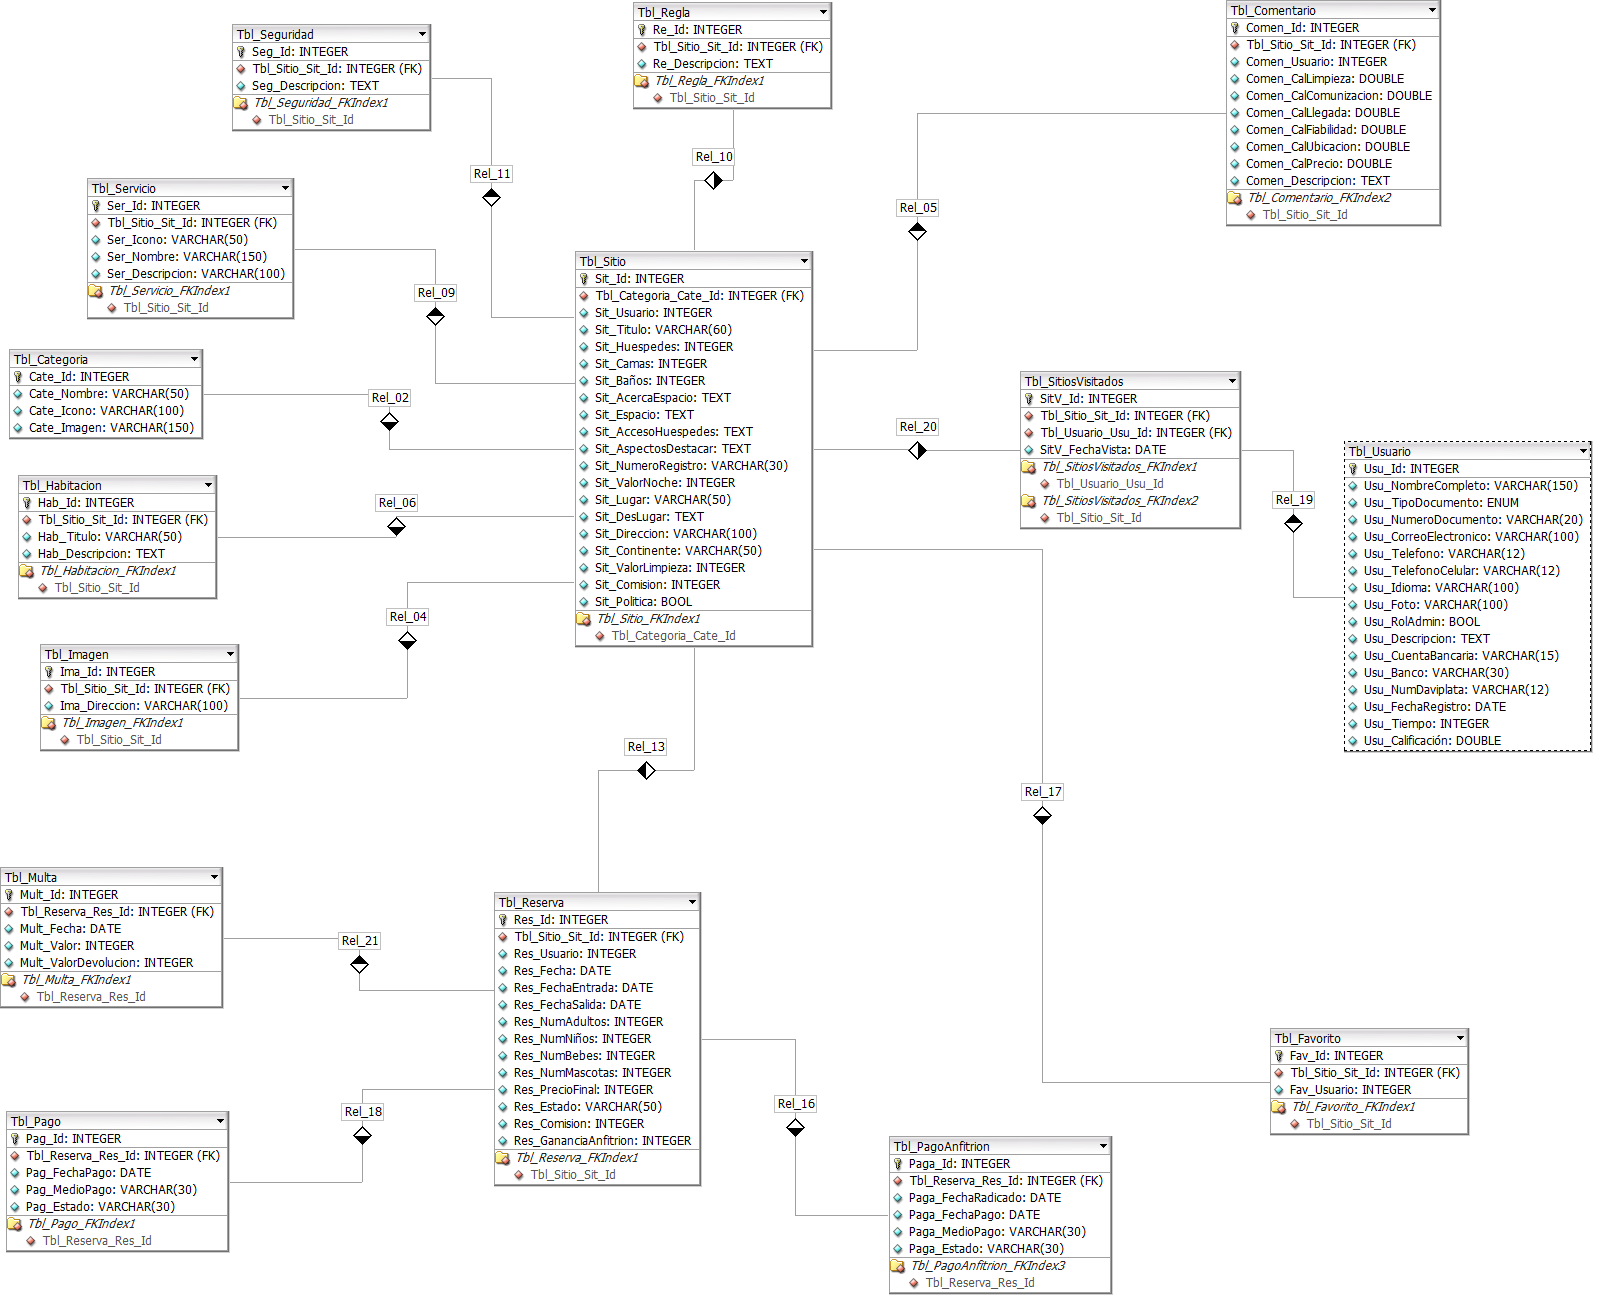 Tbl_Seguridad
Seg_Id: INTEGER
Tbl_Sitio_Sit_Id: INTEGER (FK)
Seg_Descripcion: TEXT
Tbl_Seguridad_FKIndex1
Tbl_Sitio_Sit_Id
Tbl_Regla
Re_Id: INTEGER
Tbl_Sitio_Sit_Id: INTEGER (FK)
Re_Descripcion: TEXT
Tbl_Regla_FKIndex1
Tbl_Sitio_Sit_Id
Tbl_Comentario
Comen_Id: INTEGER
Tbl_Sitio_Sit_Id: INTEGER (FK)
Comen_Usuario: INTEGER
Comen_CalLimpieza: DOUBLE
Comen_CalComunizacion: DOUBLE
Comen_CalLlegada: DOUBLE
Comen_CalFiabilidad: DOUBLE
Comen_CalUbicacion: DOUBLE
Comen_CalPrecio: DOUBLE
Comen_Descripcion: TEXT
Tbl_Comentario_FKIndex2
Tbl_Sitio_Sit_Id
Rel_11
Rel_10
Rel_05
Tbl_Servicio
Ser_Id: INTEGER
Tbl_Sitio_Sit_Id: INTEGER (FK)
Ser_Icono: VARCHAR(50)
Ser_Nombre: VARCHAR(150)
Ser_Descripcion: VARCHAR(100)
Tbl_Servicio_FKIndex1
Tbl_Sitio_Sit_Id
Rel_09
Tbl_Sitio
Sit_Id: INTEGER
Tbl_Categoria_Cate_Id: INTEGER (FK)
Sit_Usuario: INTEGER
Sit_Titulo: VARCHAR(60)
Sit_Huespedes: INTEGER
Sit_Camas: INTEGER
Sit_Baños: INTEGER
Sit_AcercaEspacio: TEXT
Sit_Espacio: TEXT
Sit_AccesoHuespedes: TEXT
Sit_AspectosDestacar: TEXT
Sit_NumeroRegistro: VARCHAR(30)
Sit_ValorNoche: INTEGER
Sit_Lugar: VARCHAR(50)
Sit_DesLugar: TEXT
Sit_Direccion: VARCHAR(100)
Sit_Continente: VARCHAR(50)
Sit_ValorLimpieza: INTEGER
Sit_Comision: INTEGER
Sit_Politica: BOOL
Tbl_Sitio_FKIndex1
Tbl_Categoria_Cate_Id
Tbl_Categoria
Cate_Id: INTEGER
Cate_Nombre: VARCHAR(50)
Cate_Icono: VARCHAR(100)
Cate_Imagen: VARCHAR(150)
Rel_02
Rel_20
Tbl_SitiosVisitados
SitV_Id: INTEGER
Tbl_Sitio_Sit_Id: INTEGER (FK)
Tbl_Usuario_Usu_Id: INTEGER (FK)
SitV_FechaVista: DATE
Tbl_SitiosVisitados_FKIndex1
Tbl_Usuario_Usu_Id
Tbl_SitiosVisitados_FKIndex2
Tbl_Sitio_Sit_Id
Rel_19
Tbl_Usuario
Usu_Id: INTEGER
Usu_NombreCompleto: VARCHAR(150)
Usu_TipoDocumento: ENUM
Usu_NumeroDocumento: VARCHAR(20)
Usu_CorreoElectronico: VARCHAR(100)
Usu_Telefono: VARCHAR(12)
Usu_TelefonoCelular: VARCHAR(12)
Usu_Idioma: VARCHAR(100)
Usu_Foto: VARCHAR(100)
Usu_RolAdmin: BOOL
Usu_Descripcion: TEXT
Usu_CuentaBancaria: VARCHAR(15)
Usu_Banco: VARCHAR(30)
Usu_NumDaviplata: VARCHAR(12)
Usu_FechaRegistro: DATE
Usu_Tiempo: INTEGER
Usu_Calificación: DOUBLE
Tbl_Habitacion
Hab_Id: INTEGER
Tbl_Sitio_Sit_Id: INTEGER (FK)
Hab_Titulo: VARCHAR(50)
Hab_Descripcion: TEXT
Tbl_Habitacion_FKIndex1
Tbl_Sitio_Sit_Id
Rel_06
Rel_04
Tbl_Imagen
Ima_Id: INTEGER
Tbl_Sitio_Sit_Id: INTEGER (FK)
Ima_Direccion: VARCHAR(100)
Tbl_Imagen_FKIndex1
Tbl_Sitio_Sit_Id
Rel_13
Rel_17
Tbl_Multa
Mult_Id: INTEGER
Tbl_Reserva_Res_Id: INTEGER (FK)
Mult_Fecha: DATE
Mult_Valor: INTEGER
Mult_ValorDevolucion: INTEGER
Tbl_Multa_FKIndex1
Tbl_Reserva_Res_Id
Rel_21
Tbl_Reserva
Res_Id: INTEGER
Tbl_Sitio_Sit_Id: INTEGER (FK)
Res_Usuario: INTEGER
Res_Fecha: DATE
Res_FechaEntrada: DATE
Res_FechaSalida: DATE
Res_NumAdultos: INTEGER
Res_NumNiños: INTEGER
Res_NumBebes: INTEGER
Res_NumMascotas: INTEGER
Res_PrecioFinal: INTEGER
Res_Estado: VARCHAR(50)
Res_Comision: INTEGER
Res_GananciaAnfitrion: INTEGER
Tbl_Reserva_FKIndex1
Tbl_Sitio_Sit_Id
Rel_18
Rel_16
Tbl_Pago
Pag_Id: INTEGER
Tbl_Reserva_Res_Id: INTEGER (FK)
Pag_FechaPago: DATE
Pag_MedioPago: VARCHAR(30)
Pag_Estado: VARCHAR(30)
Tbl_Pago_FKIndex1
Tbl_Reserva_Res_Id
Tbl_PagoAnfitrion
Paga_Id: INTEGER
Tbl_Reserva_Res_Id: INTEGER (FK)
Paga_FechaRadicado: DATE
Paga_FechaPago: DATE
Paga_MedioPago: VARCHAR(30)
Paga_Estado: VARCHAR(30)
Tbl_PagoAnfitrion_FKIndex3
Tbl_Reserva_Res_Id
Tbl_Favorito
Fav_Id: INTEGER
Tbl_Sitio_Sit_Id: INTEGER (FK)
Fav_Usuario: INTEGER
Tbl_Favorito_FKIndex1
Tbl_Sitio_Sit_Id